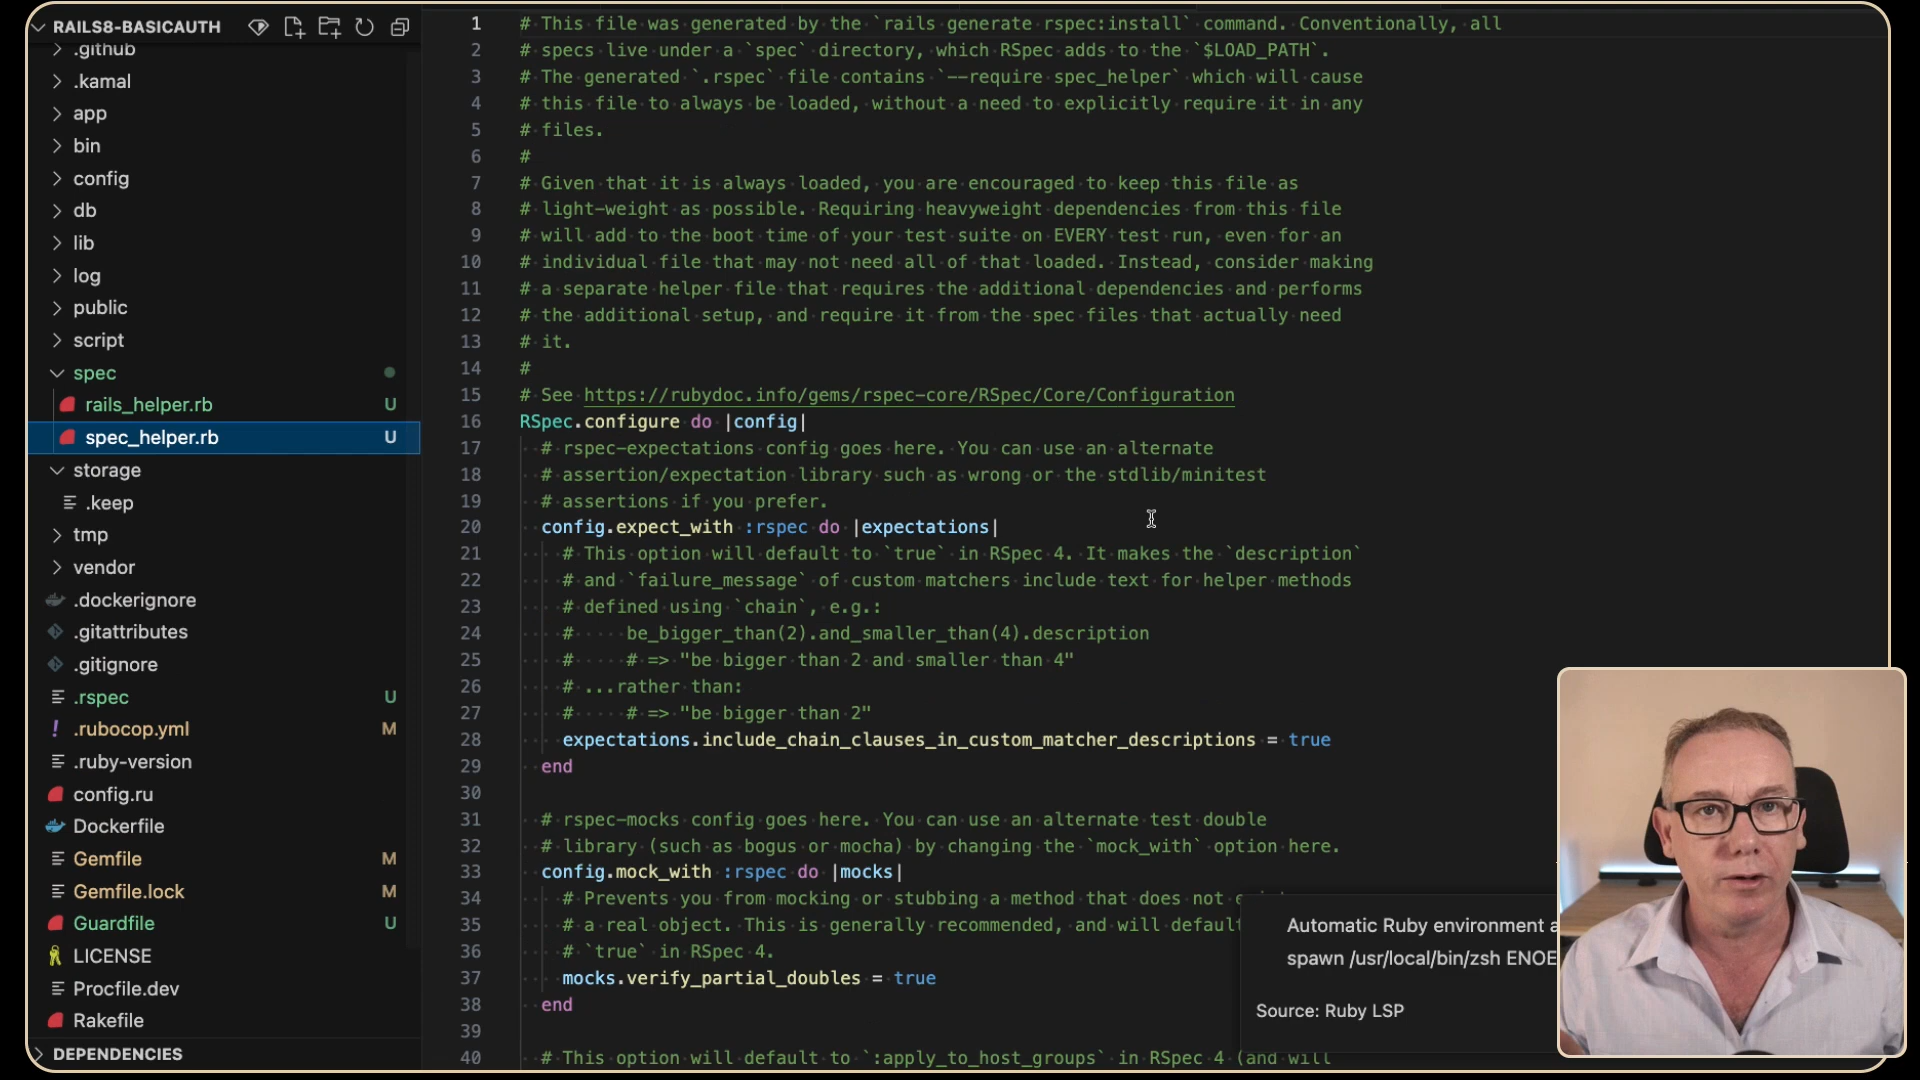 RAILS8-BASICAUTH
.github
.kamal
app
bin
config
db
lib
log
public
script
spec
rails_helper.rb U
spec_helper.rb U
storage
.keep
tmp
vendor
.dockerignore
.gitattributes
.gitignore
.rspec U
.rubocop.yml M
.ruby-version
config.ru
Dockerfile
Gemfile M
Gemfile.lock M
Guardfile U
LICENSE
Procfile.dev
Rakefile
DEPENDENCIES
1 # This file was generated by the `rails generate rspec:install` command. Conventionally, all
2 # specs live under a `spec` directory, which RSpec adds to the `$LOAD_PATH`.
3 # The generated `.rspec` file contains `--require spec_helper` which will cause
4 # this file to always be loaded, without a need to explicitly require it in any
5 # files.
6 #
7 # Given that it is always loaded, you are encouraged to keep this file as
8 # light-weight as possible. Requiring heavyweight dependencies from this file
9 # will add to the boot time of your test suite on EVERY test run, even for an
10 # individual file that may not need all of that loaded. Instead, consider making
11 # a separate helper file that requires the additional dependencies and performs
12 # the additional setup, and require it from the spec files that actually need
13 # it.
14 #
15 # See https://rubydoc.info/gems/rspec-core/RSpec/Core/Configuration
16 RSpec.configure do |config|
17 # rspec-expectations config goes here. You can use an alternate
18 # assertion/expectation library such as wrong or the stdlib/minitest
19 # assertions if you prefer.
20 config.expect_with :rspec do |expectations|
21 # This option will default to `true` in RSpec 4. It makes the `description`
22 # and `failure_message` of custom matchers include text for helper methods
23 # defined using `chain`, e.g.:
24 # be_bigger_than(2).and_smaller_than(4).description
25 # # => "be bigger than 2 and smaller than 4"
26 # ...rather than:
27 # # => "be bigger than 2"
28 expectations.include_chain_clauses_in_custom_matcher_descriptions = true
29 end
30
31 # rspec-mocks config goes here. You can use an alternate test double
32 # library (such as bogus or mocha) by changing the `mock_with` option here.
33 config.mock_with :rspec do |mocks|
34 # Prevents you from mocking or stubbing a method that does not
35 # a real object. This is generally recommended, and will default
36 # `true` in RSpec 4.
37 mocks.verify_partial_doubles = true
38 end
39
40 # This option will default to `:apply_to_host_groups` in RSpec 4 (and will
Automatic Ruby environment a
spawn /usr/local/bin/zsh ENOE
Source: Ruby LSP